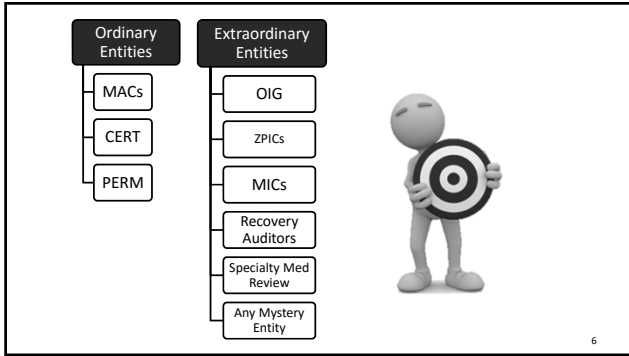 Ordinary
Entities
MACs
CERT
PERM
Extraordinary
Entities
OIG
ZPICs
MICs
Recovery
Auditors
Specialty Med
Review
Any Mystery
Entity
6